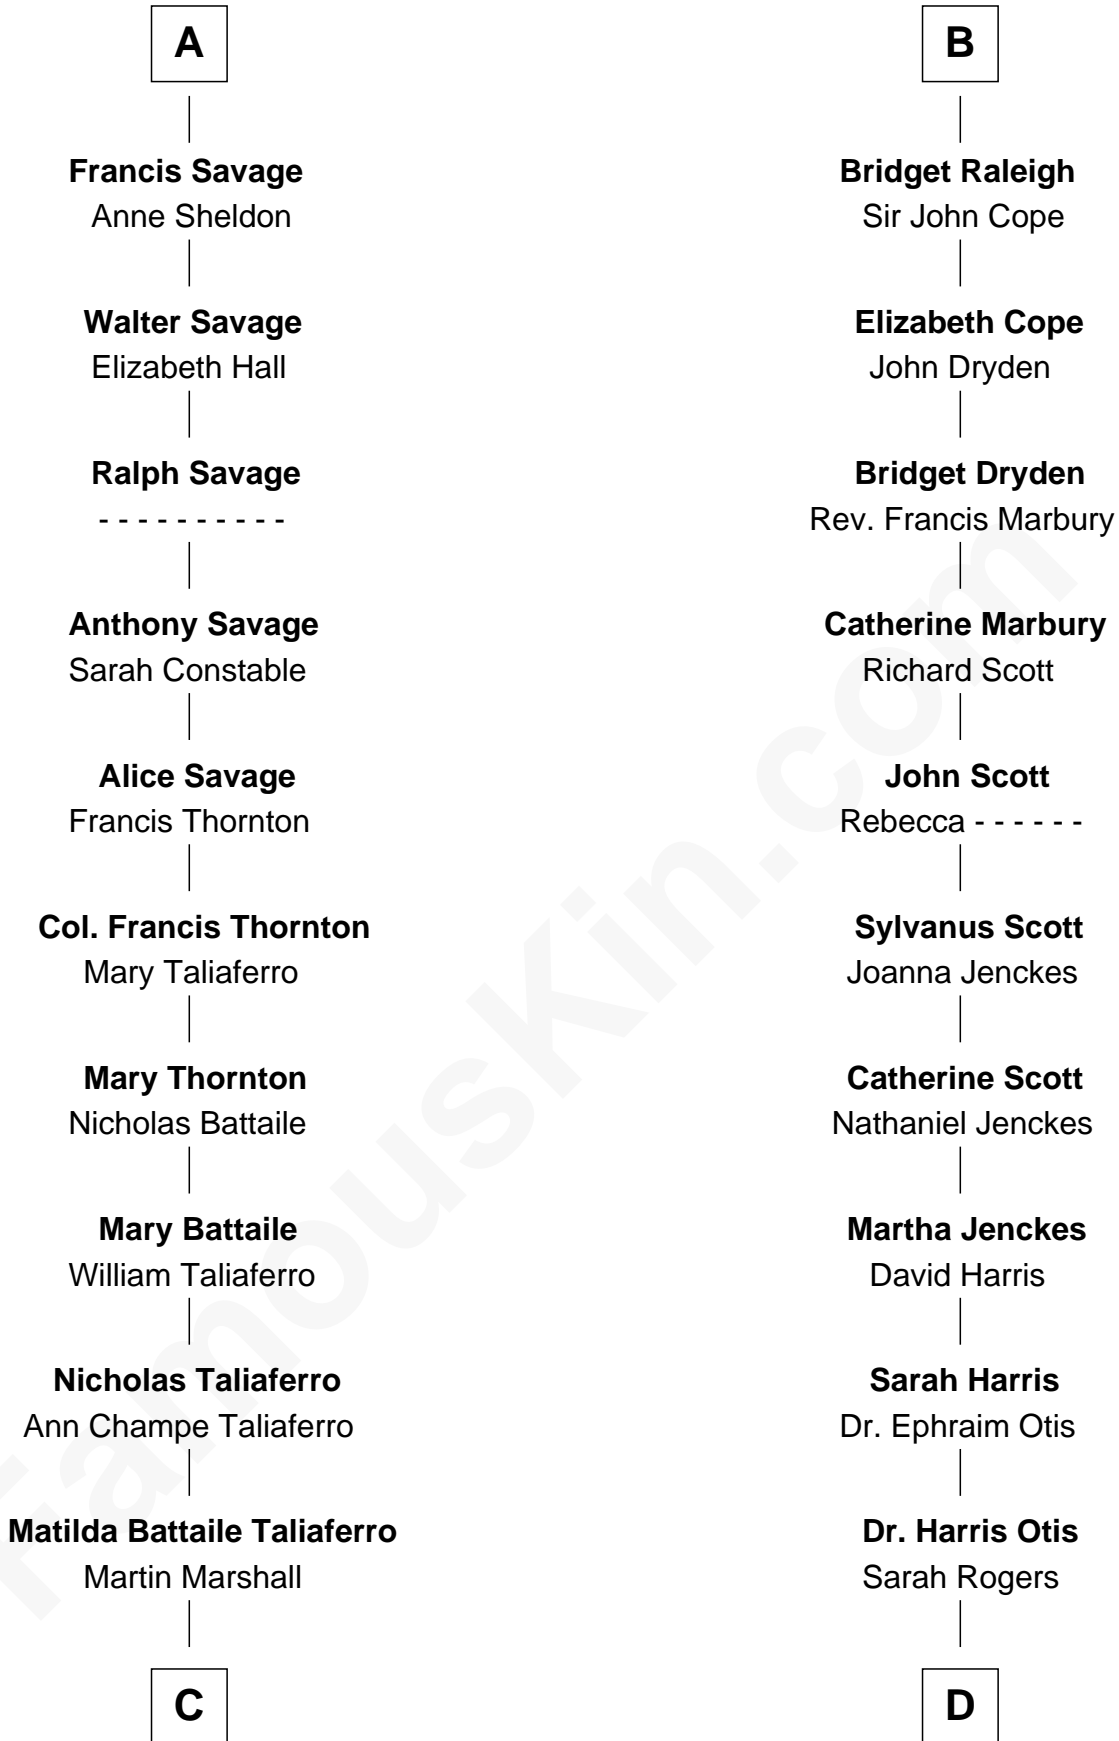 A
Francis Savage
Anne Sheldon
Walter Savage
Elizabeth Hall
Ralph Savage
- - - - - - - - - -
Anthony Savage
Sarah Constable
Alice Savage
Francis Thornton
Col. Francis Thornton
Mary Taliaferro
Mary Thornton
Nicholas Battaile
Mary Battaile
William Taliaferro
Nicholas Taliaferro
Ann Champe Taliaferro
Matilda Battaile Taliaferro
Martin Marshall
C
B
Bridget Raleigh
Sir John Cope
Elizabeth Cope
John Dryden
Bridget Dryden
Rev. Francis Marbury
Catherine Marbury
Richard Scott
John Scott
Rebecca - - - - - -
Sylvanus Scott
Joanna Jenckes
Catherine Scott
Nathaniel Jenckes
Martha Jenckes
David Harris
Sarah Harris
Dr. Ephraim Otis
Dr. Harris Otis
Sarah Rogers
D
FamousKin.com